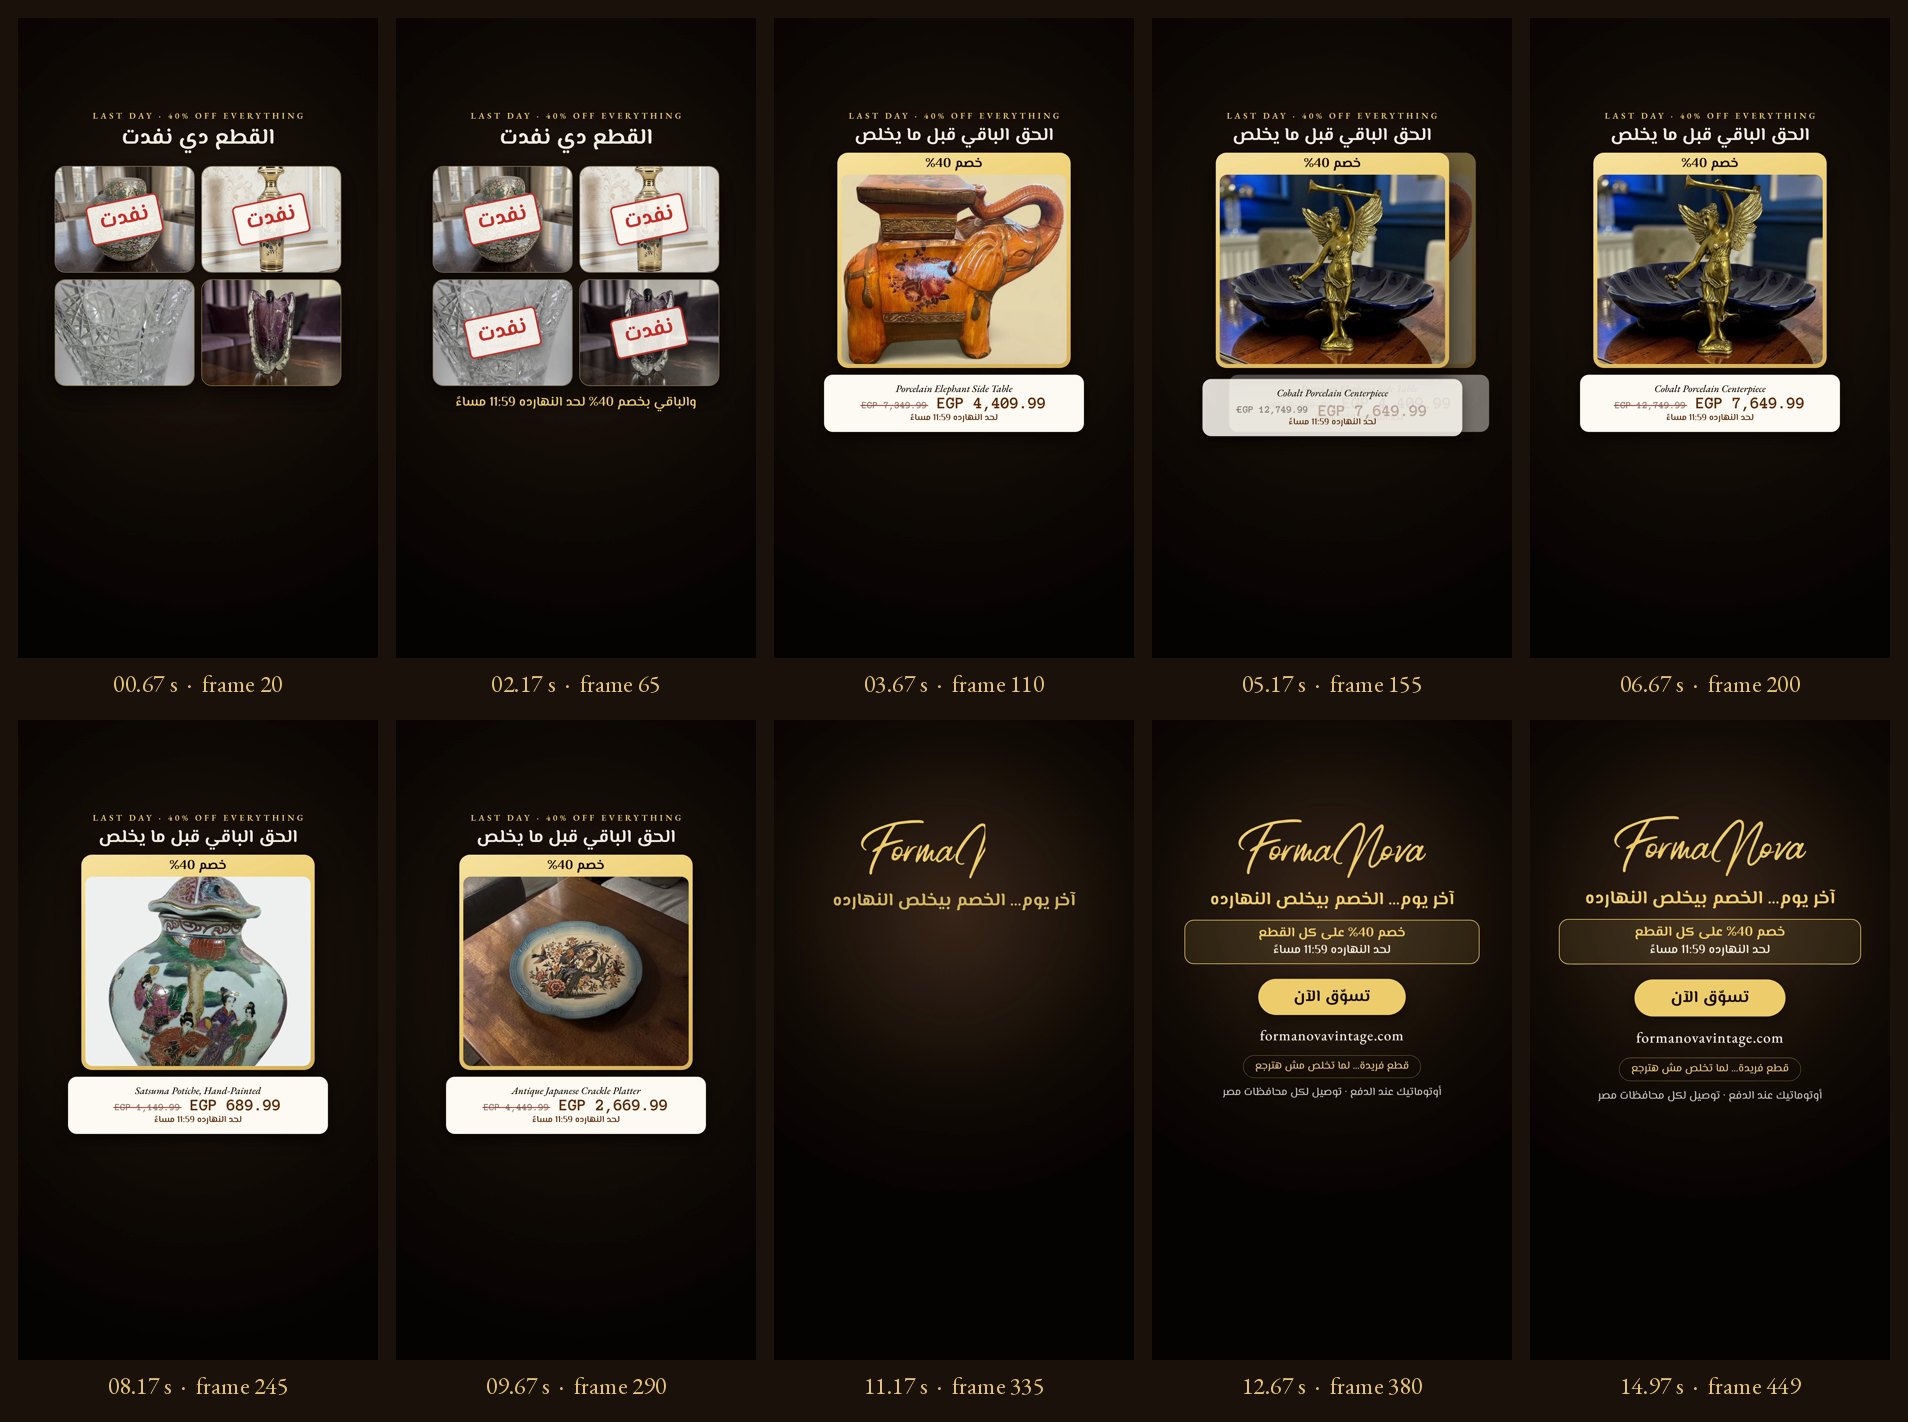 LAST DAY · 40% OFF EVERYTHING
القطع دي نفدت
نفدت
نفدت
00.67 s · frame 20
LAST DAY · 40% OFF EVERYTHING
القطع دي نفدت
نفدت
نفدت
نفدت
نفدت
والباقي بخصم 40% لحد النهارده 11:59 مساءً
02.17 s · frame 65
LAST DAY · 40% OFF EVERYTHING
الحق الباقي قبل ما يخلص
خصم 40%
Porcelain Elephant Side Table
EGP 7,349.99 EGP 4,409.99
لحد النهارده 11:59 مساءً
03.67 s · frame 110
LAST DAY · 40% OFF EVERYTHING
الحق الباقي قبل ما يخلص
خصم 40%
Cobalt Porcelain Centerpiece
EGP 12,749.99 EGP 7,649.99
لحد النهارده 11:59 مساءً
05.17 s · frame 155
LAST DAY · 40% OFF EVERYTHING
الحق الباقي قبل ما يخلص
خصم 40%
Cobalt Porcelain Centerpiece
EGP 12,749.99 EGP 7,649.99
لحد النهارده 11:59 مساءً
06.67 s · frame 200
LAST DAY · 40% OFF EVERYTHING
الحق الباقي قبل ما يخلص
خصم 40%
Satsuma Potiche, Hand-Painted
EGP 1,149.99 EGP 689.99
لحد النهارده 11:59 مساءً
08.17 s · frame 245
LAST DAY · 40% OFF EVERYTHING
الحق الباقي قبل ما يخلص
خصم 40%
Antique Japanese Crackle Platter
EGP 4,449.99 EGP 2,669.99
لحد النهارده 11:59 مساءً
09.67 s · frame 290
Forma
آخر يوم... الخصم بيخلص النهارده
11.17 s · frame 335
FormaNova
آخر يوم... الخصم بيخلص النهارده
خصم 40% على كل القطع
لحد النهارده 11:59 مساءً
تسوّق الآن
formanovavintage.com
قطع فريدة... لما تخلص مش هترجع
أوتوماتيك عند الدفع · توصيل لكل محافظات مصر
12.67 s · frame 380
FormaNova
آخر يوم... الخصم بيخلص النهارده
خصم 40% على كل القطع
لحد النهارده 11:59 مساءً
تسوّق الآن
formanovavintage.com
قطع فريدة... لما تخلص مش هترجع
أوتوماتيك عند الدفع · توصيل لكل محافظات مصر
14.97 s · frame 449